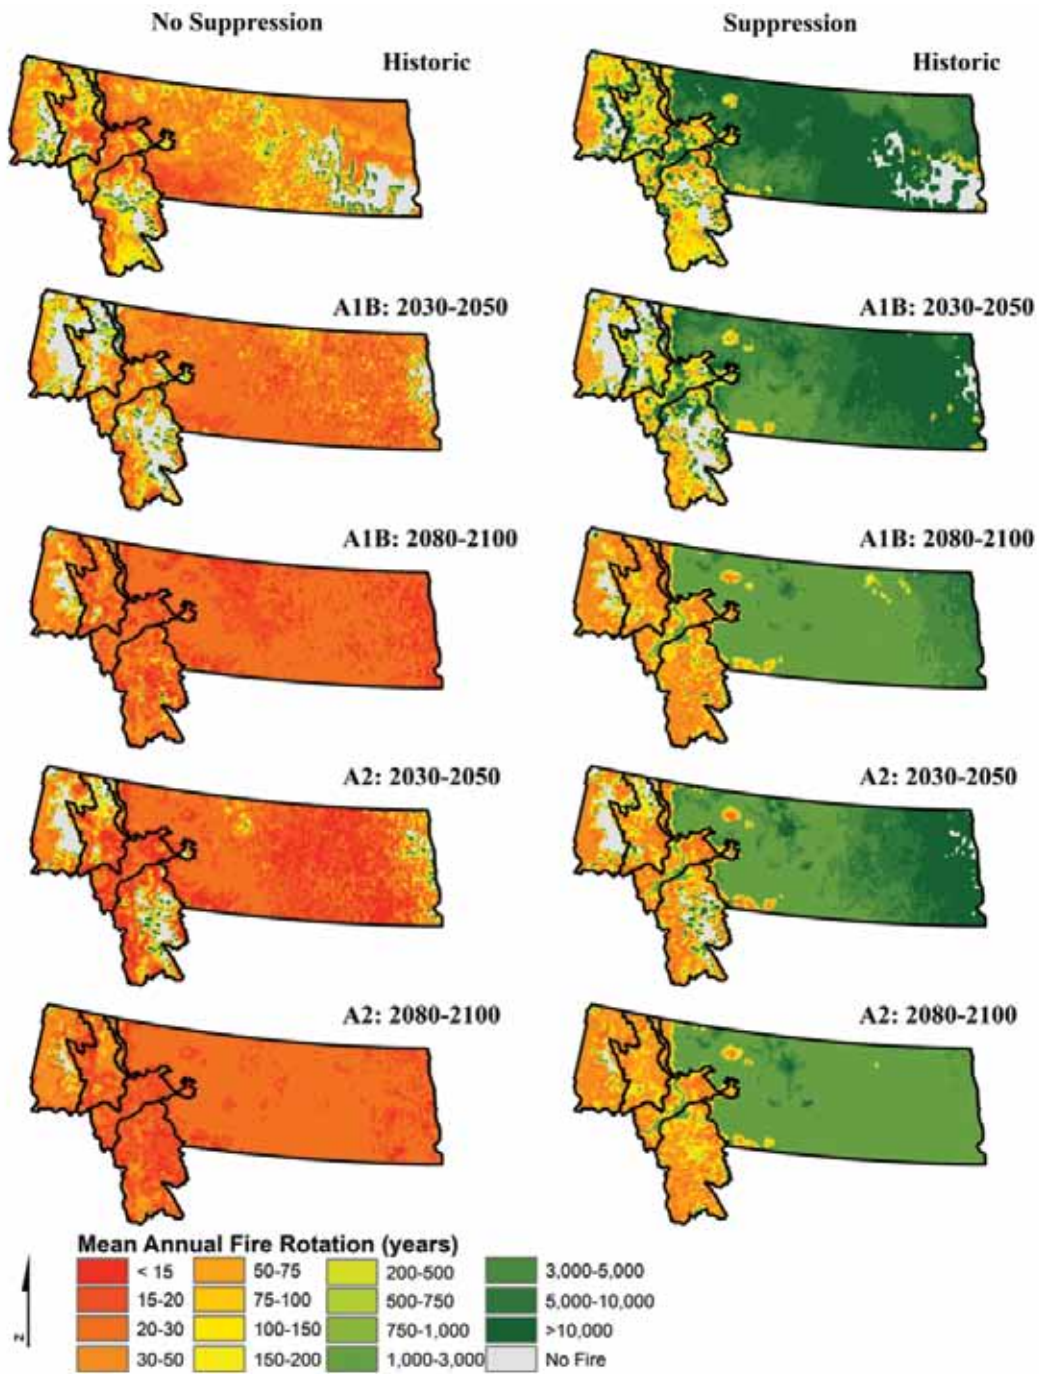 No Suppression Suppression
Historic Historic
A1B: 2030-2050 A1B: 2030-2050
A1B: 2080-2100 A1B: 2080-2100
A2: 2030-2050 A2: 2030-2050
A2: 2080-2100 A2: 2080-2100
Mean Annual Fire Rotation (years)
< 15 50-75 200-500 3,000-5,000
15-20 75-100 500-750 5,000-10,000
20-30 100-150 750-1,000 >10,000
30-50 150-200 1,000-3,000 No Fire
N